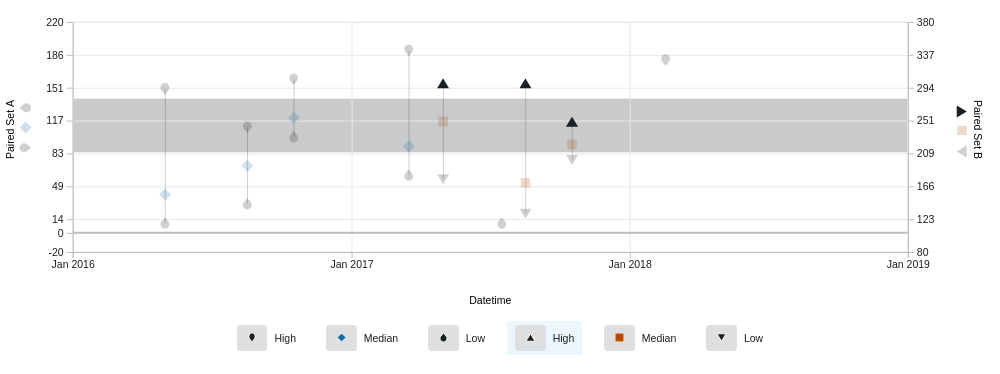 220
186
151
117
83
49
14
0
-20
Paired Set A
380
337
294
251
209
166
123
80
Paired Set B
Jan 2016
Jan 2017
Jan 2018
Jan 2019
Datetime
High
Median
Low
High
Median
Low